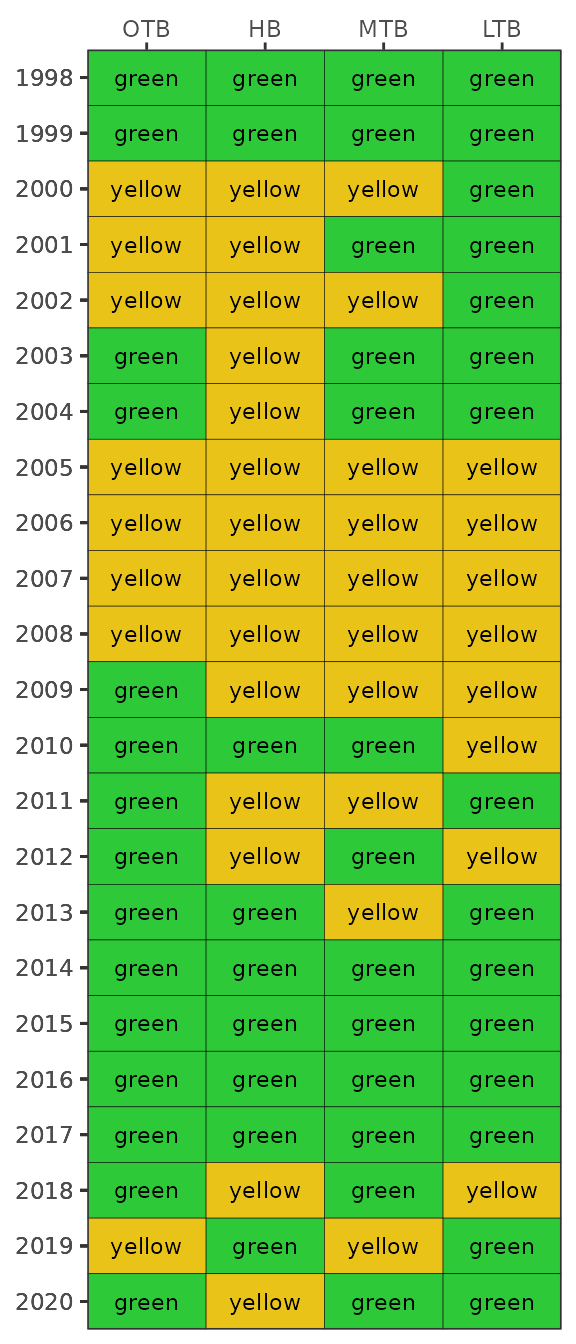 OTB HB MTB LTB
1998 green green green green
1999 green green green green
2000 yellow yellow yellow green
2001 yellow yellow green green
2002 yellow yellow yellow green
2003 green yellow green green
2004 green yellow green green
2005 yellow yellow yellow yellow
2006 yellow yellow yellow yellow
2007 yellow yellow yellow yellow
2008 yellow yellow yellow yellow
2009 green yellow yellow yellow
2010 green green green yellow
2011 green yellow yellow green
2012 green yellow green yellow
2013 green green yellow green
2014 green green green green
2015 green green green green
2016 green green green green
2017 green green green green
2018 green yellow green yellow
2019 yellow green yellow green
2020 green yellow green green